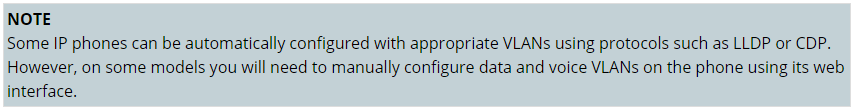 NOTE
Some IP phones can be automatically configured with appropriate VLANs using protocols such as LLDP or CDP.
However, on some models you will need to manually configure data and voice VLANs on the phone using its web
interface.